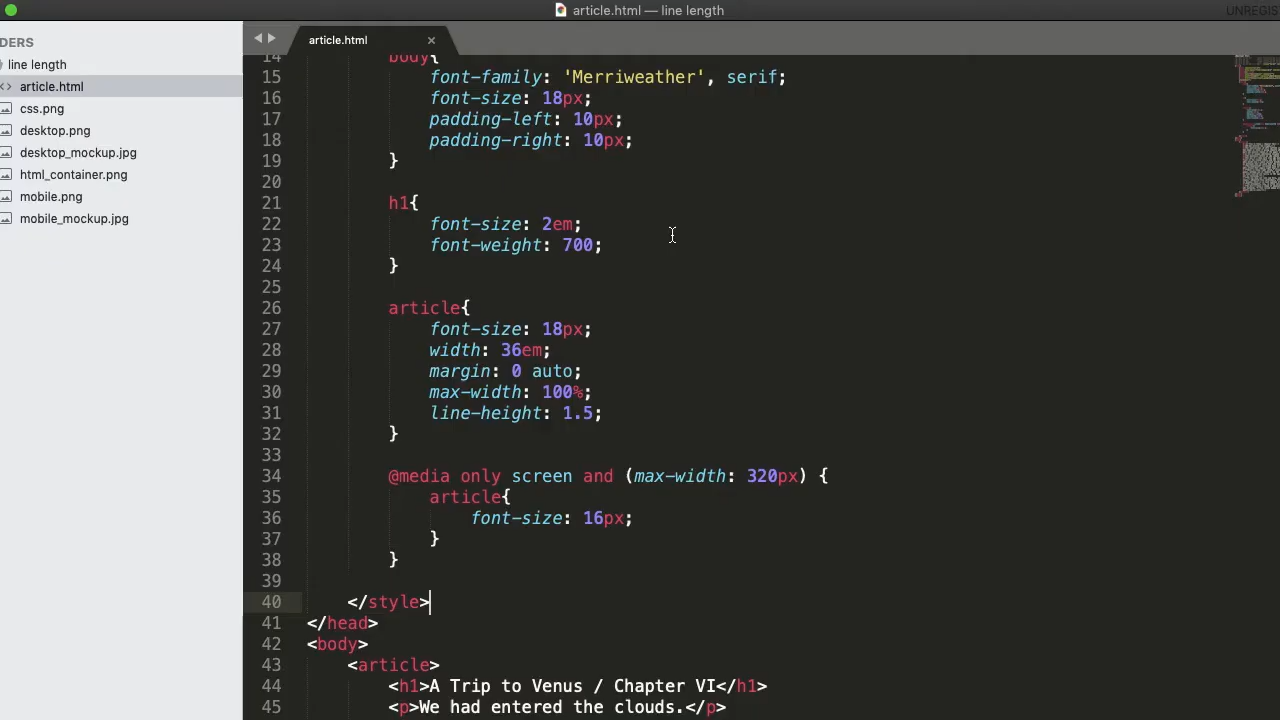 article.html — line length
UNREGIS
DERS
line length
article.html
css.png
desktop.png
desktop_mockup.jpg
html_container.png
mobile.png
mobile_mockup.jpg
article.html ×
14 body{
15 font-family: 'Merriweather', serif;
16 font-size: 18px;
17 padding-left: 10px;
18 padding-right: 10px;
19 }
20
21 h1{
22 font-size: 2em;
23 font-weight: 700;
24 }
25
26 article{
27 font-size: 18px;
28 width: 36em;
29 margin: 0 auto;
30 max-width: 100%;
31 line-height: 1.5;
32 }
33
34 @media only screen and (max-width: 320px) {
35 article{
36 font-size: 16px;
37 }
38 }
39
40 </style>
41 </head>
42 <body>
43 <article>
44 <h1>A Trip to Venus / Chapter VI</h1>
45 <p>We had entered the clouds.</p>